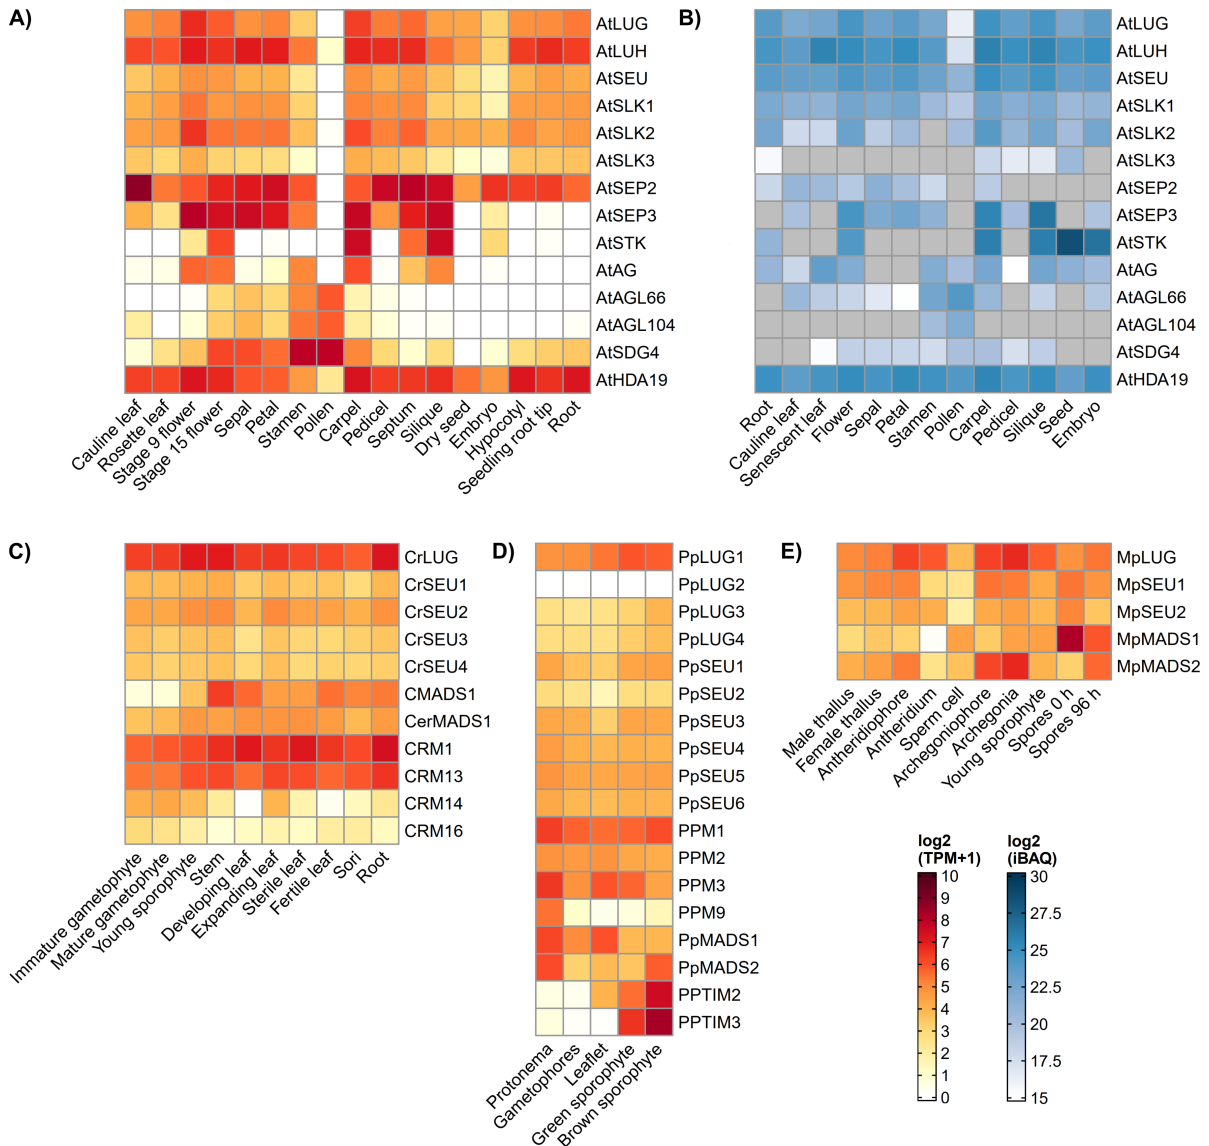 A)
AtLUG
AtLUH
AtSEU
AtSLK1
AtSLK2
AtSLK3
AtSEP2
AtSEP3
AtSTK
AtAG
AtAGL66
AtAGL104
AtSDG4
AtHDA19
Cauline leaf
Rosette leaf
Stage 9 flower
Stage 15 flower
Sepal
Petal
Stamen
Pollen
Carpel
Pedicel
Septum
Silique
Dry seed
Embryo
Hypocotyl
Seedling root tip
Root
B)
AtLUG
AtLUH
AtSEU
AtSLK1
AtSLK2
AtSLK3
AtSEP2
AtSEP3
AtSTK
AtAG
AtAGL66
AtAGL104
AtSDG4
AtHDA19
Root
Cauline leaf
Senescent leaf
Flower
Sepal
Petal
Stamen
Pollen
Carpel
Pedicel
Silique
Seed
Embryo
C)
CrLUG
CrSEU1
CrSEU2
CrSEU3
CrSEU4
CMADS1
CerMADS1
CRM1
CRM13
CRM14
CRM16
Immature gametophyte
Mature gametophyte
Young sporophyte
Stem
Developing leaf
Expanding leaf
Sterile leaf
Fertile leaf
Sori
Root
D)
PpLUG1
PpLUG2
PpLUG3
PpLUG4
PpSEU1
PpSEU2
PpSEU3
PpSEU4
PpSEU5
PpSEU6
PPM1
PPM2
PPM3
PPM9
PpMADS1
PpMADS2
PPTIM2
PPTIM3
Protonema
Gametophores
Leaflet
Green sporophyte
Brown sporophyte
E)
MpLUG
MpSEU1
MpSEU2
MpMADS1
MpMADS2
Male thallus
Female thallus
Antheridiophore
Antheridium
Sperm cell
Archegoniophore
Archegonia
Young sporophyte
Spores 0 h
Spores 96 h
log2
(TPM+1)
10
9
8
7
6
5
4
3
2
1
0
log2
(iBAQ)
30
27.5
25
22.5
20
17.5
15